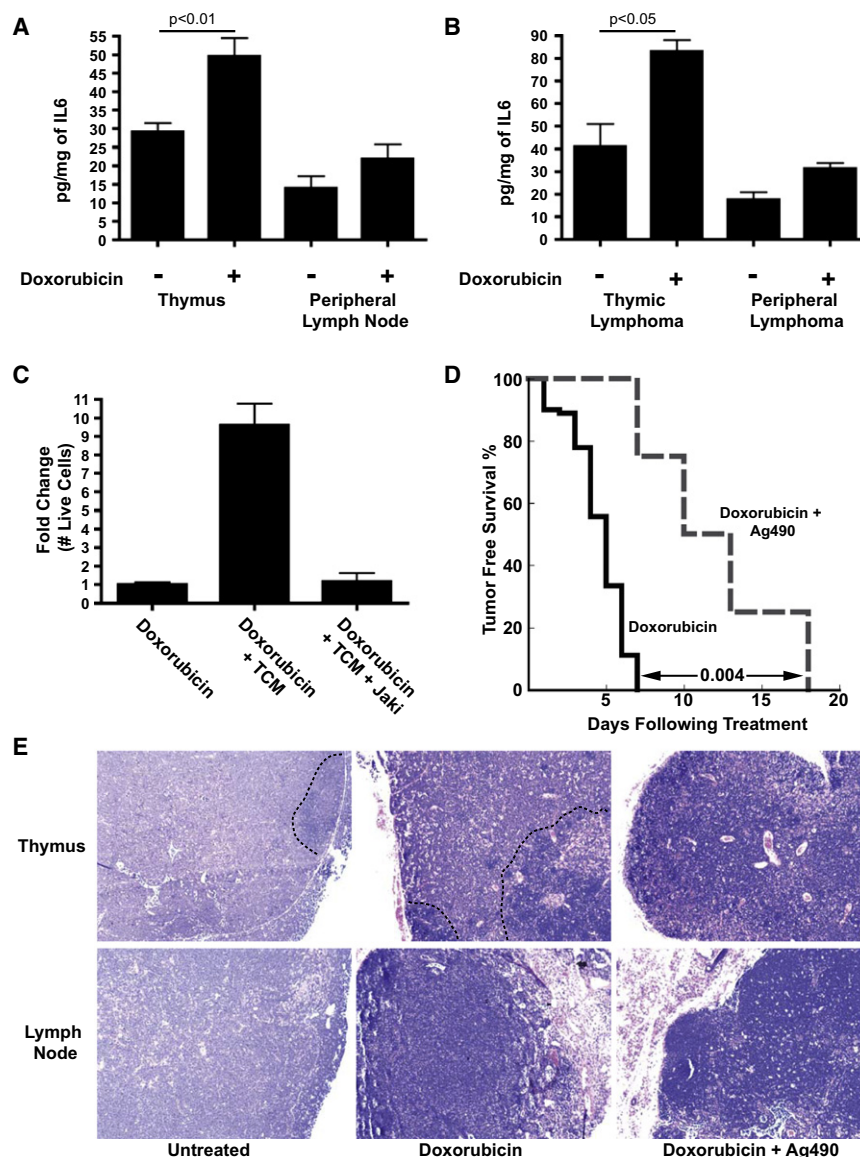 A
p<0.01
pg/mg of IL6
55
50
45
40
35
30
25
20
15
10
5
0
Doxorubicin - + - +
Thymus Peripheral
Lymph Node
B
p<0.05
pg/mg of IL6
90
80
70
60
50
40
30
20
10
0
Doxorubicin - + - +
Thymic
Lymphoma
Peripheral
Lymphoma
C
Fold Change
(# Live Cells)
11
10
9
8
7
6
5
4
3
2
1
0
Doxorubicin
Doxorubicin
+ TCM
Doxorubicin
+ TCM + Jaki
D
Tumor Free Survival %
100
80
60
40
20
0
Doxorubicin +
Ag490
Doxorubicin
0.004
5 10 15 20
Days Following Treatment
E
Thymus
Lymph
Node
Untreated Doxorubicin Doxorubicin + Ag490